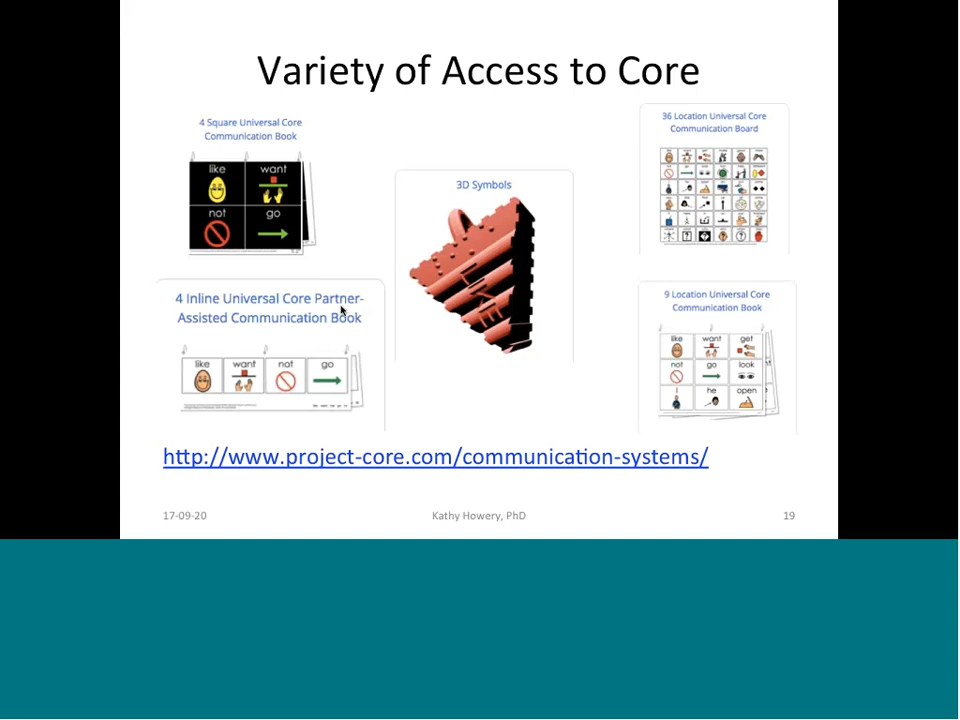 Variety of Access to Core
4 Square Universal Core
Communication Book
like
want
not
go
3D Symbols
LIKE
36 Location Universal Core
Communication Board
4 Inline Universal Core Partner-
Assisted Communication Book
like
want
not
go
9 Location Universal Core
Communication Book
like
want
get
not
go
look
I
he
open
http://www.project-core.com/communication-systems/
17-09-20
Kathy Howery, PhD
19